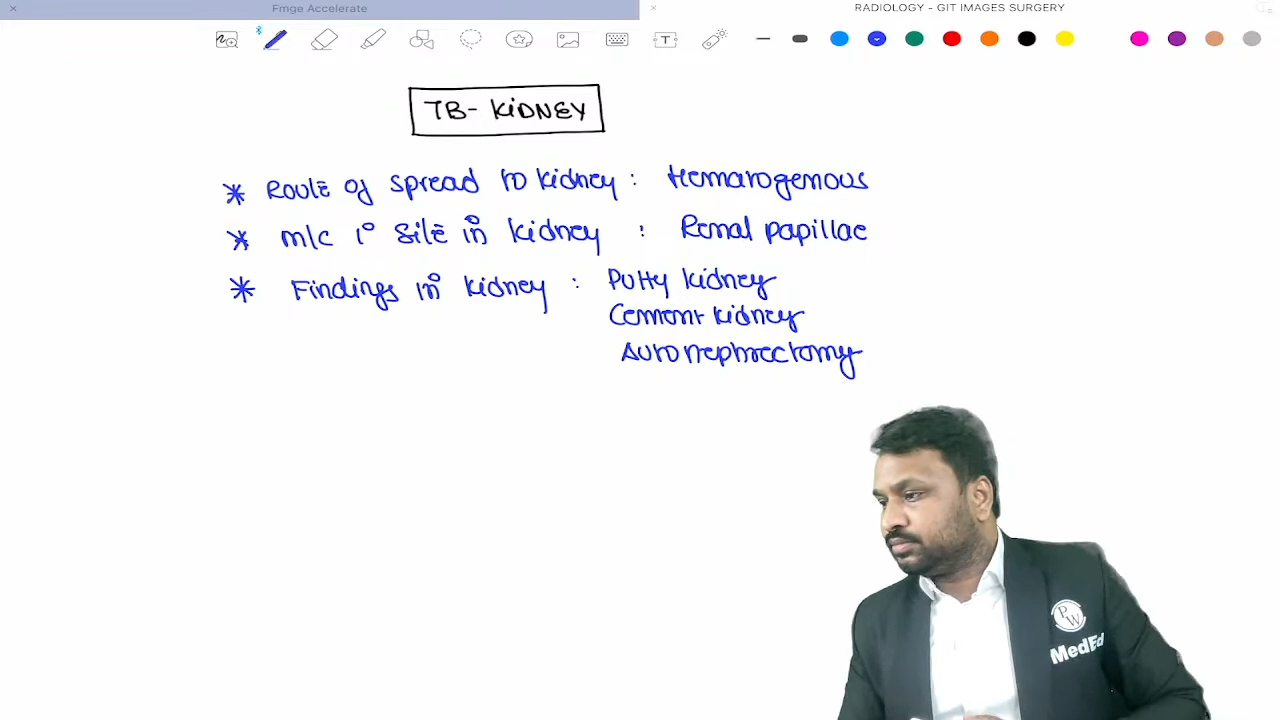 Fmge Accelerate
RADIOLOGY - GIT IMAGES SURGERY
TB- KiDNEY
* Route of spread to kidney : Hematogenous
* m/c 1° site in kidney : Renal papillae
* Findings in kidney : Putty kidney
Cement kidney
Autonephrectomy
PW
MedEd